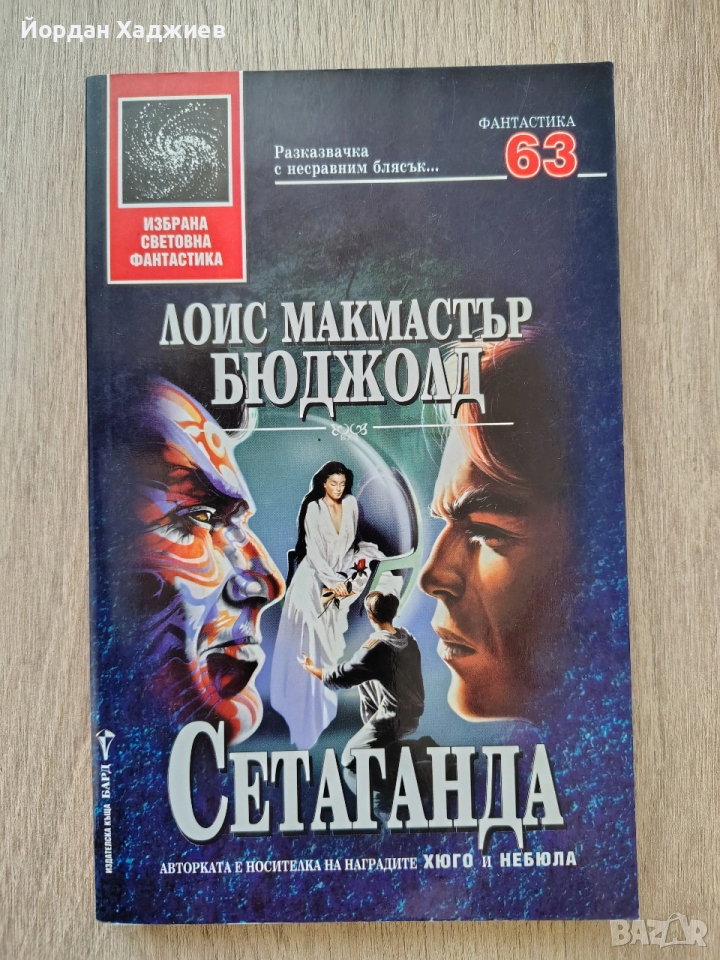 Йордан Хаджиев
ФАНТАСТИКА
63
Разказвачка
с несравним блясък...
ИЗБРАНА
СВЕТОВНА
ФАНТАСТИКА
ЛОИС МАКМАСТЪР
БЮДЖОЛД
СЕТАГАНДА
АВТОРКАТА Е НОСИТЕЛКА НА НАГРАДИТЕ ХЮГО И НЕБЮЛА
ИЗДАТЕЛСКА КЪЩА БАРД
BAZAR